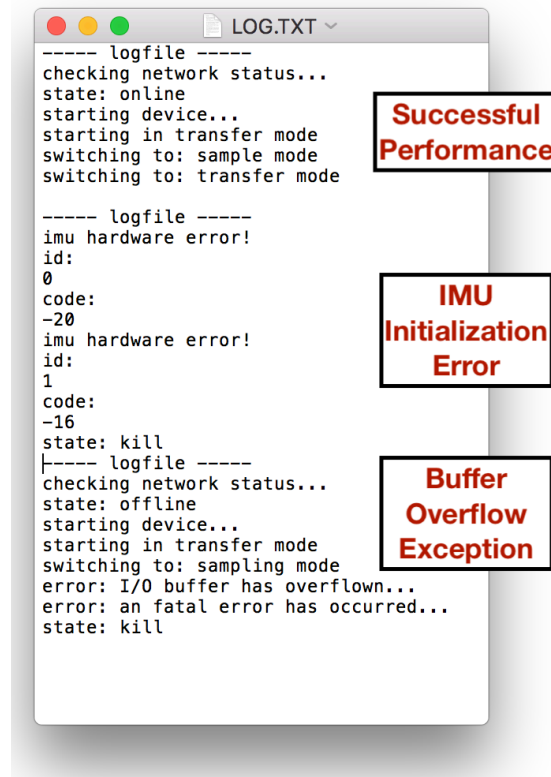 LOG.TXT
----- logfile -----
checking network status...
state: online
starting device...
starting in transfer mode
switching to: sample mode
switching to: transfer mode
Successful
Performance
----- logfile -----
imu hardware error!
id:
0
code:
-20
imu hardware error!
id:
1
code:
-16
state: kill
IMU
Initialization
Error
----- logfile -----
checking network status...
state: offline
starting device...
starting in transfer mode
switching to: sampling mode
error: I/O buffer has overflown...
error: an fatal error has occurred...
state: kill
Buffer
Overflow
Exception